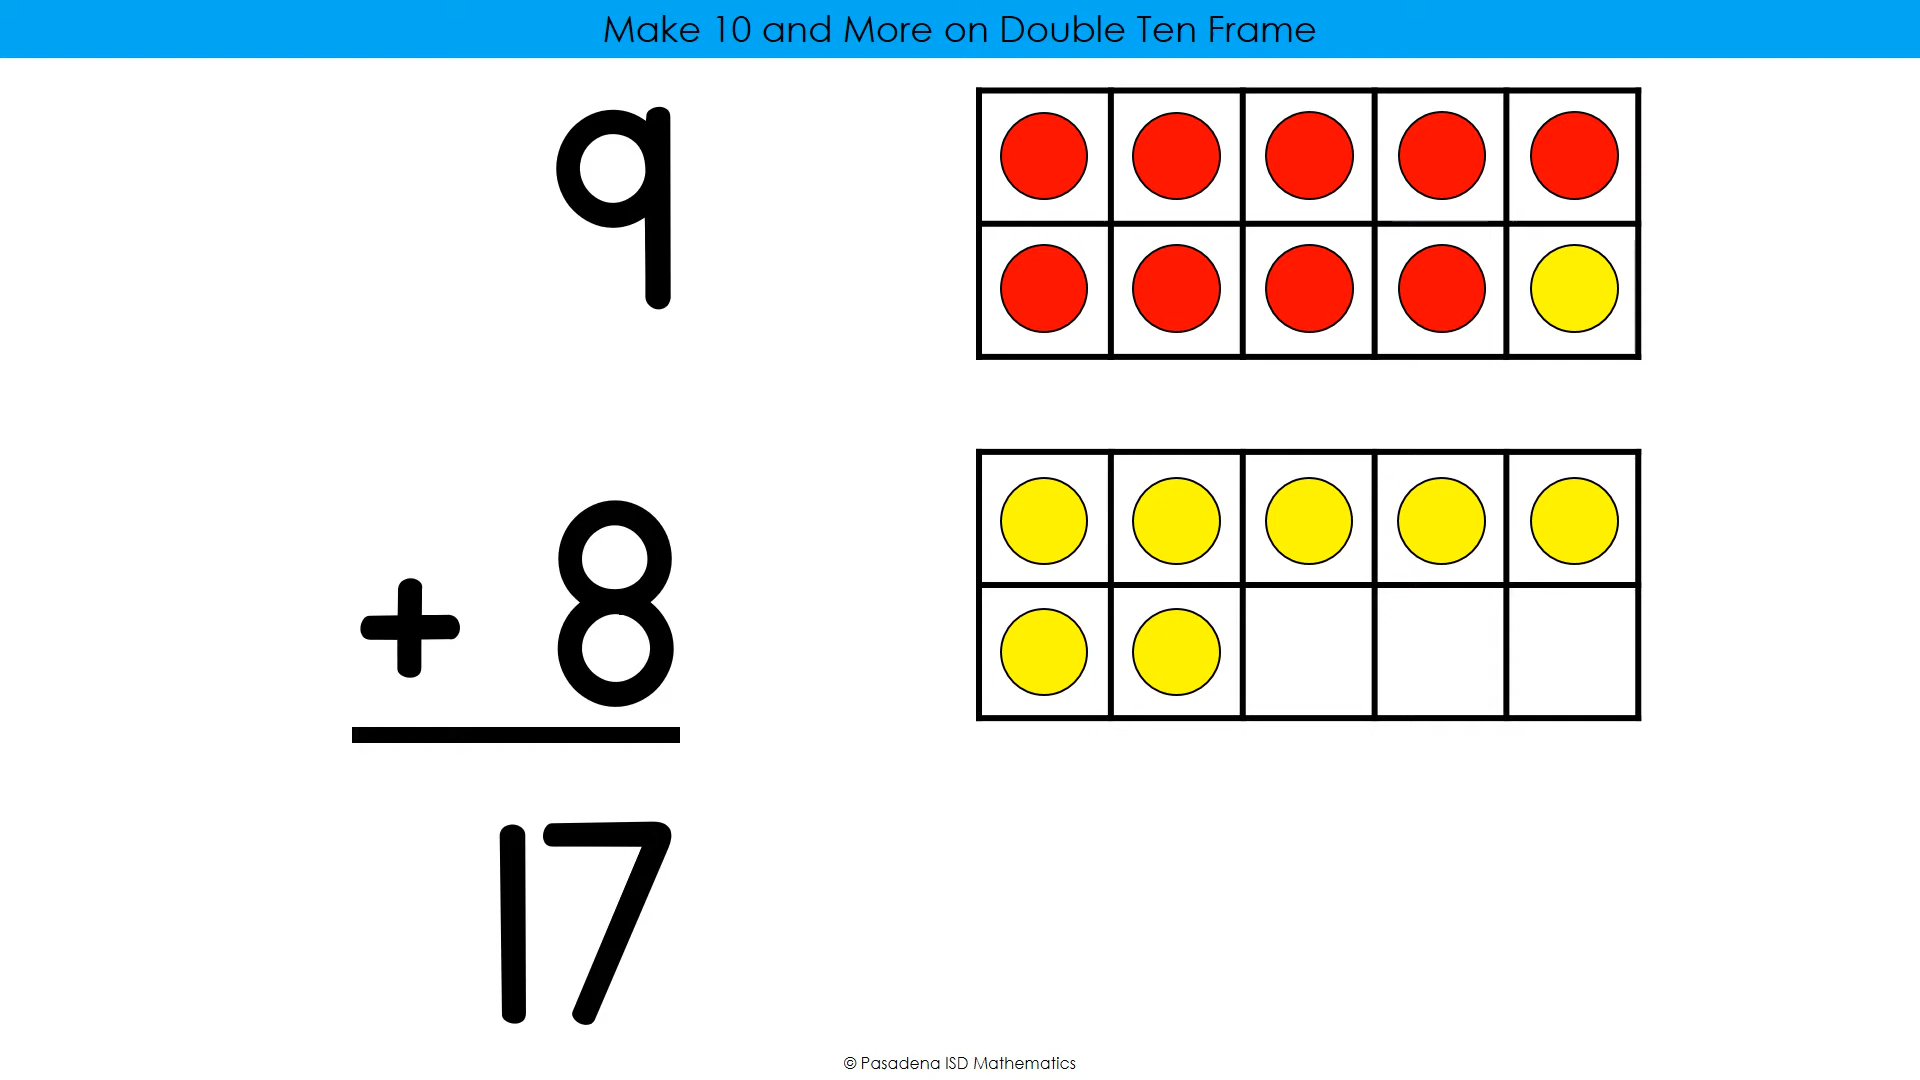 Make 10 and More on Double Ten Frame
9
+ 8
17
© Pasadena ISD Mathematics